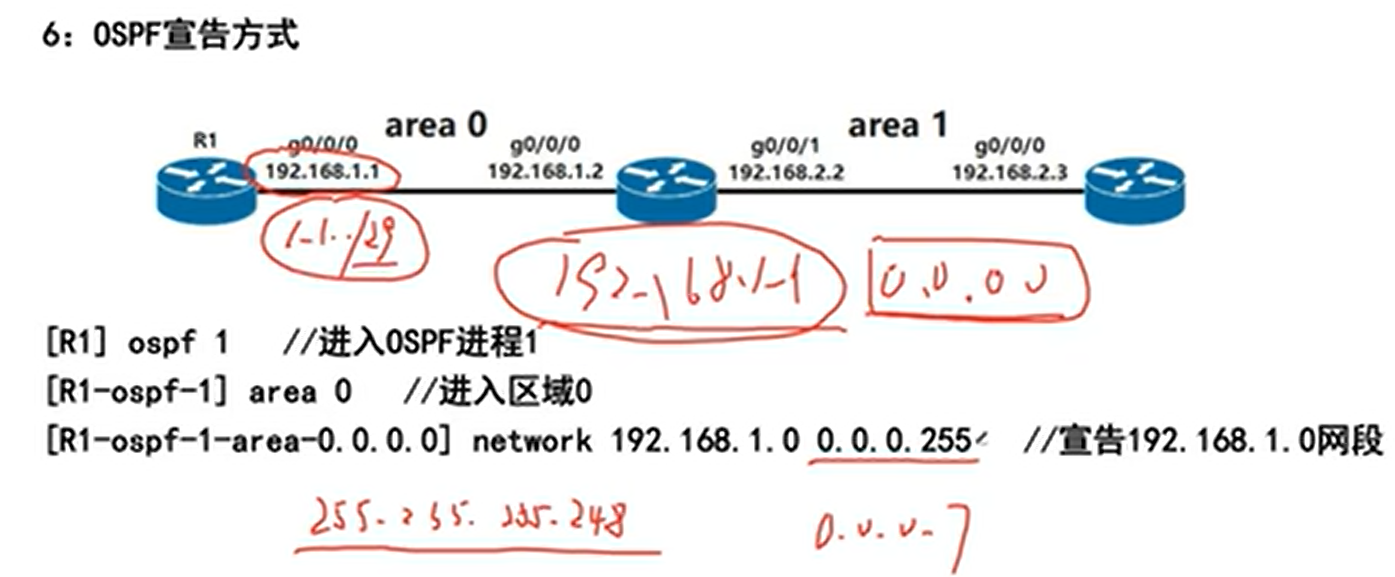 6: OSPF宣告方式
area 0 area 1
R1 g0/0/0 g0/0/0 g0/0/1 g0/0/0
192.168.1.1 192.168.1.2 192.168.2.2 192.168.2.3
/29
192.168.1.1 0.0.0.0
[R1] ospf 1 //进入OSPF进程1
[R1-ospf-1] area 0 //进入区域0
[R1-ospf-1-area-0.0.0.0] network 192.168.1.0 0.0.0.255 //宣告192.168.1.0网段
255.255.255.248 0.0.0.7